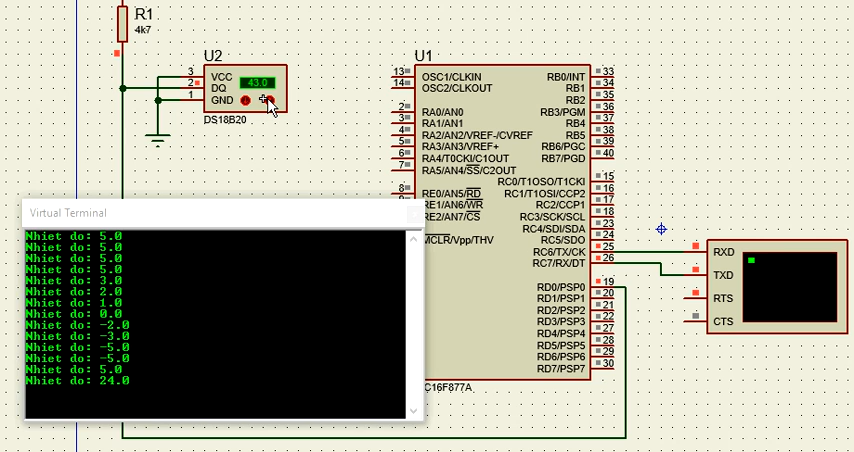 R1
4k7
U2
3 VCC
2 DQ
1 GND
43.0
DS18B20
U1
13 OSC1/CLKIN
14 OSC2/CLKOUT
2 RA0/AN0
3 RA1/AN1
4 RA2/AN2/VREF-/CVREF
5 RA3/AN3/VREF+
6 RA4/T0CKI/C1OUT
7 RA5/AN4/SS/C2OUT
8 RE0/AN5/RD
RE1/AN6/WR
RE2/AN7/CS
MCLR/Vpp/THV
RB0/INT 33
RB1 34
RB2 35
RB3/PGM 36
RB4 37
RB5 38
RB6/PGC 39
RB7/PGD 40
RC0/T1OSO/T1CKI 15
RC1/T1OSI/CCP2 16
RC2/CCP1 17
RC3/SCK/SCL 18
RC4/SDI/SDA 23
RC5/SDO 24
RC6/TX/CK 25
RC7/RX/DT 26
RD0/PSP0 19
RD1/PSP1 20
RD2/PSP2 21
RD3/PSP3 22
RD4/PSP4 27
RD5/PSP5 28
RD6/PSP6 29
RD7/PSP7 30
C16F877A
RXD
TXD
RTS
CTS
Virtual Terminal
Nhiet do: 5.0
Nhiet do: 5.0
Nhiet do: 5.0
Nhiet do: 5.0
Nhiet do: 3.0
Nhiet do: 2.0
Nhiet do: 1.0
Nhiet do: 0.0
Nhiet do: -2.0
Nhiet do: -3.0
Nhiet do: -5.0
Nhiet do: -5.0
Nhiet do: 5.0
Nhiet do: 24.0